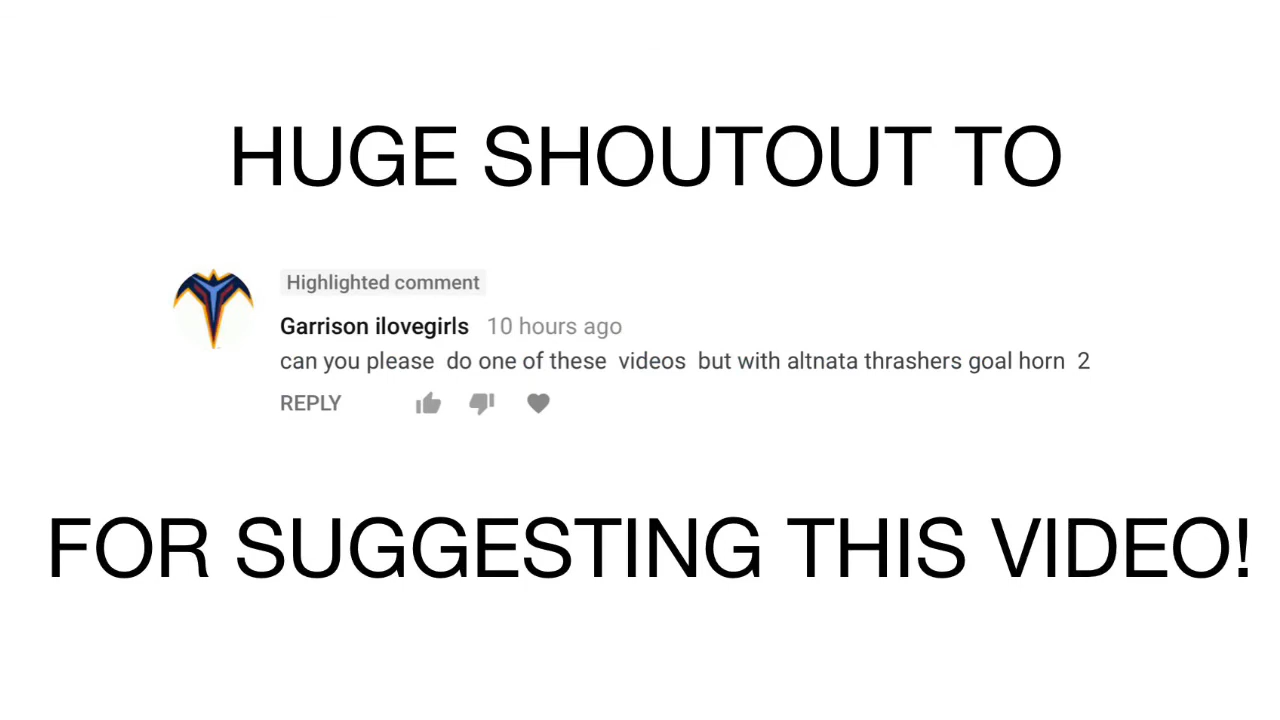 HUGE SHOUTOUT TO
Highlighted comment
Garrison ilovegirls 10 hours ago
can you please do one of these videos but with altnata thrashers goal horn 2
REPLY
FOR SUGGESTING THIS VIDEO!